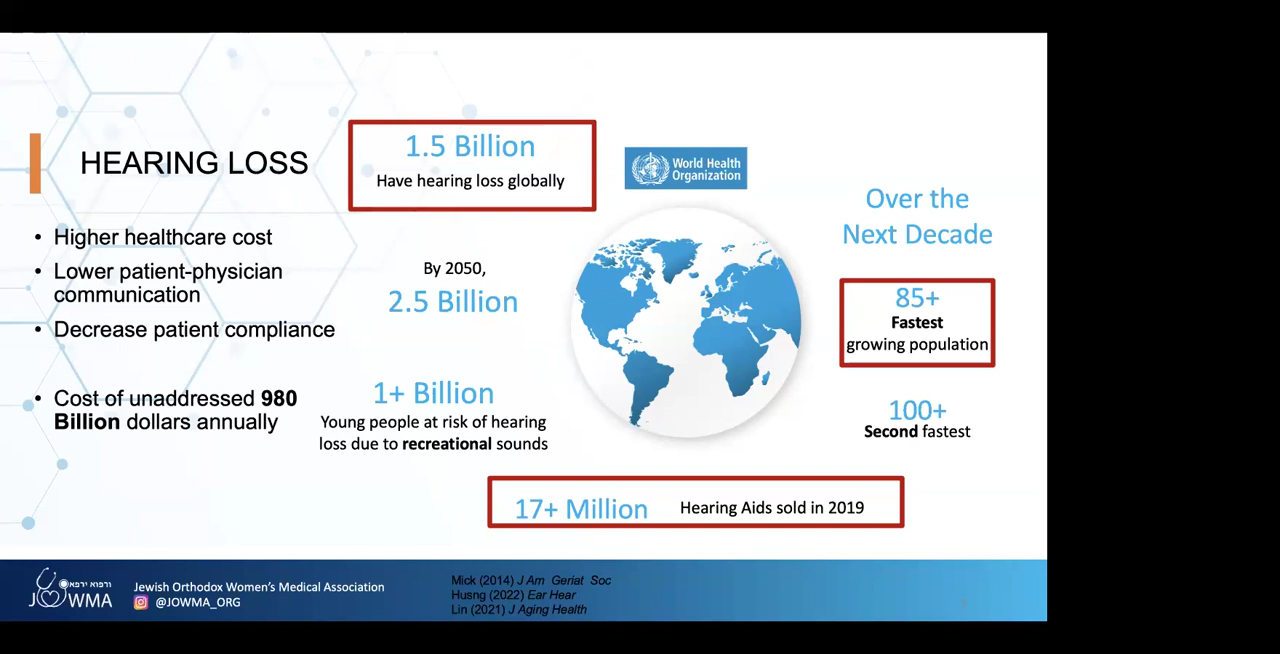 HEARING LOSS
• Higher healthcare cost
• Lower patient-physician
communication
• Decrease patient compliance
• Cost of unaddressed 980
Billion dollars annually
1.5 Billion
Have hearing loss globally
By 2050,
2.5 Billion
1+ Billion
Young people at risk of hearing
loss due to recreational sounds
World Health
Organization
Over the
Next Decade
85+
Fastest
growing population
100+
Second fastest
17+ Million Hearing Aids sold in 2019
ורפוא ירפא
JOWMA
Jewish Orthodox Women's Medical Association
@JOWMA_ORG
Mick (2014) J Am Geriat Soc
Husng (2022) Ear Hear
Lin (2021) J Aging Health